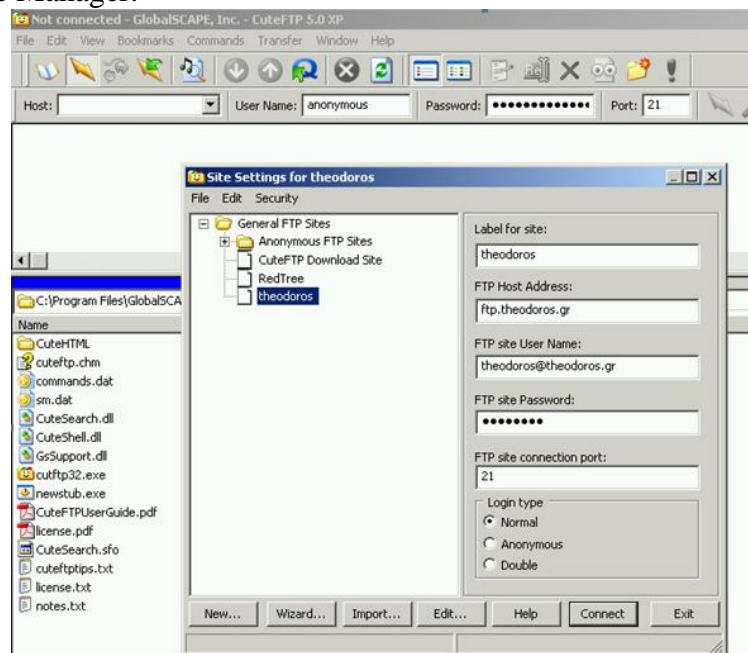 Manager.
Not connected - GlobalSCAPE, Inc. - CuteFTP 5.0 XP
File Edit View Bookmarks Commands Transfer Window Help
Host: User Name: anonymous Password: ●●●●●●●●●●●●● Port: 21
Site Settings for theodoros
File Edit Security
General FTP Sites
Anonymous FTP Sites
CuteFTP Download Site
RedTree
theodoros
Label for site:
theodoros
FTP Host Address:
ftp.theodoros.gr
FTP site User Name:
theodoros@theodoros.gr
FTP site Password:
●●●●●●●●
FTP site connection port:
21
Login type
Normal
Anonymous
Double
New... Wizard... Import... Edit... Help Connect Exit
C:\Program Files\GlobalSCA
Name
CuteHTML
cuteftp.chm
commands.dat
sm.dat
CuteSearch.dll
CuteShell.dll
GsSupport.dll
cutftp32.exe
newstub.exe
CuteFTPUserGuide.pdf
license.pdf
CuteSearch.sfo
cuteftptips.txt
license.txt
notes.txt